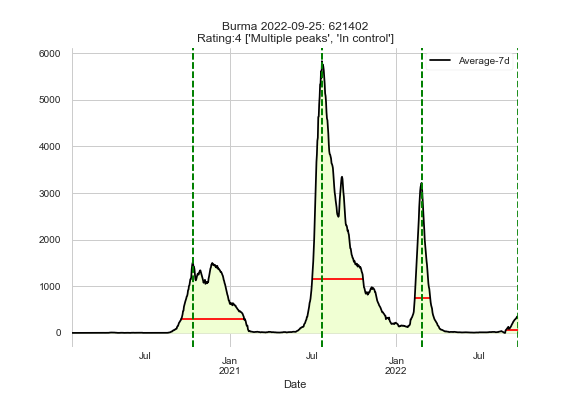 Burma 2022-09-25: 621402
Rating:4 ['Multiple peaks', 'In control']
Average-7d
6000
5000
4000
3000
2000
1000
0
Jul
Jan
2021
Jul
Jan
2022
Jul
Date